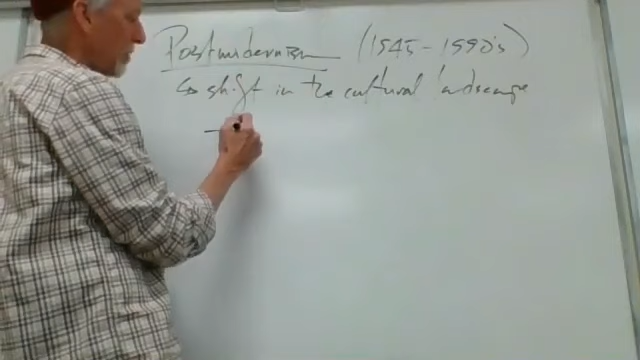 Postmodernism (1945-1990's)
↳ shift in the cultural landscape